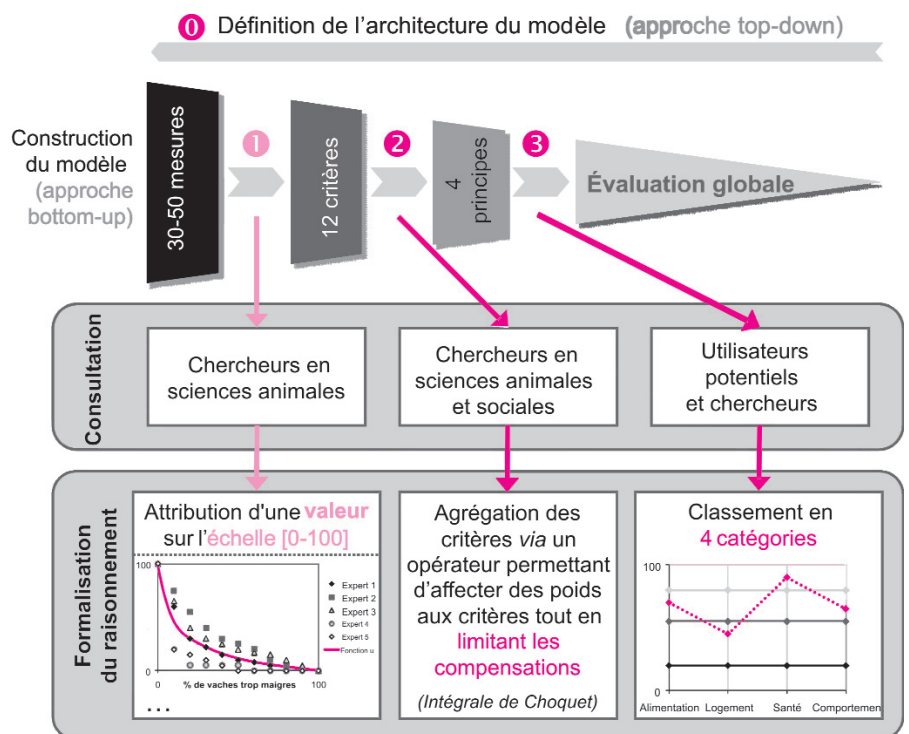 0 Définition de l'architecture du modèle (approche top-down)
Construction
du modèle
(approche
bottom-up)
30-50 mesures
1
12 critères
2
4
principes
3
Évaluation globale
Consultation
Chercheurs en
sciences animales
Chercheurs en
sciences animales
et sociales
Utilisateurs
potentiels
et chercheurs
Formalisation
du raisonnement
Attribution d'une valeur
sur l'échelle [0-100]
100
Expert 1
Expert 2
Expert 3
Expert 4
Expert 5
Fonction u
0
0
% de vaches trop maigres
100
...
Agrégation des
critères via un
opérateur permettant
d'affecter des poids
aux critères tout en
limitant les
compensations
(Intégrale de Choquet)
Classement en
4 catégories
100
0
Alimentation
Logement
Santé
Comportemen